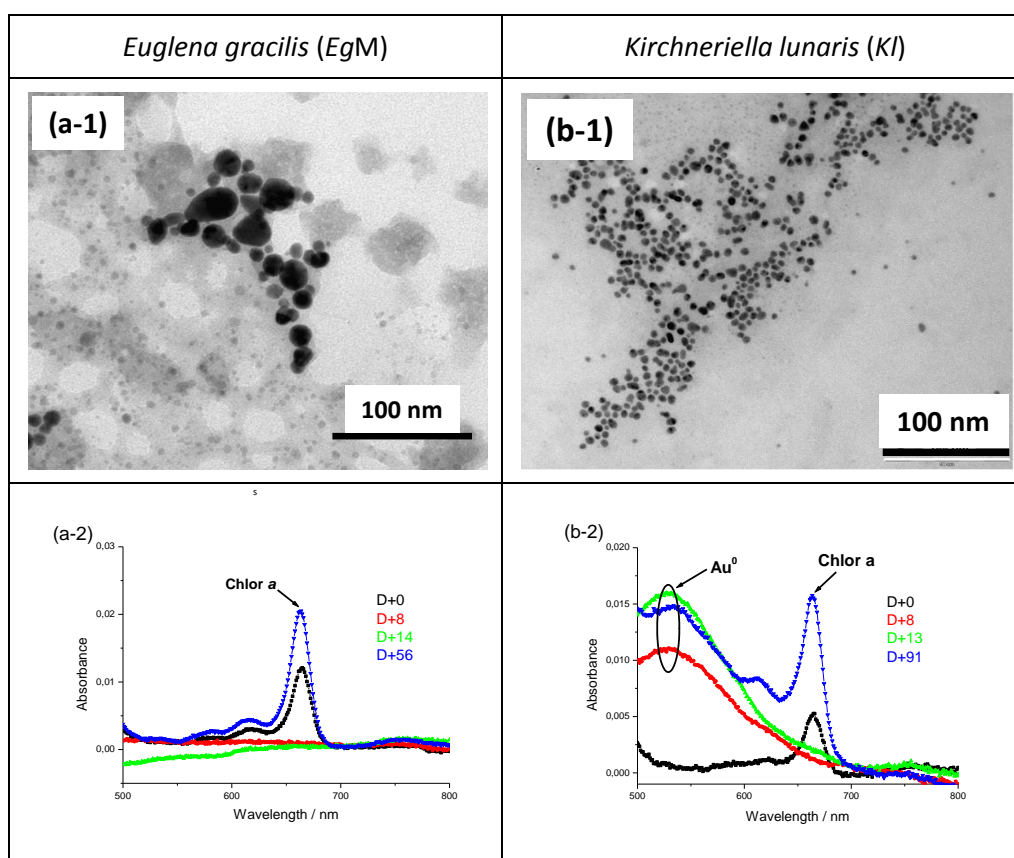 Euglena gracilis (EgM)
Kirchneriella lunaris (Kl)
(a-1)
100 nm
(b-1)
100 nm
s
(a-2)
0,03
0,02
0,01
0,00
500
600
700
800
Absorbance
Wavelength / nm
Chlor a
D+0
D+8
D+14
D+56
(b-2)
0,020
0,015
0,010
0,005
0,000
500
600
700
800
Absorbance
Wavelength / nm
Au⁰
Chlor a
D+0
D+8
D+13
D+91